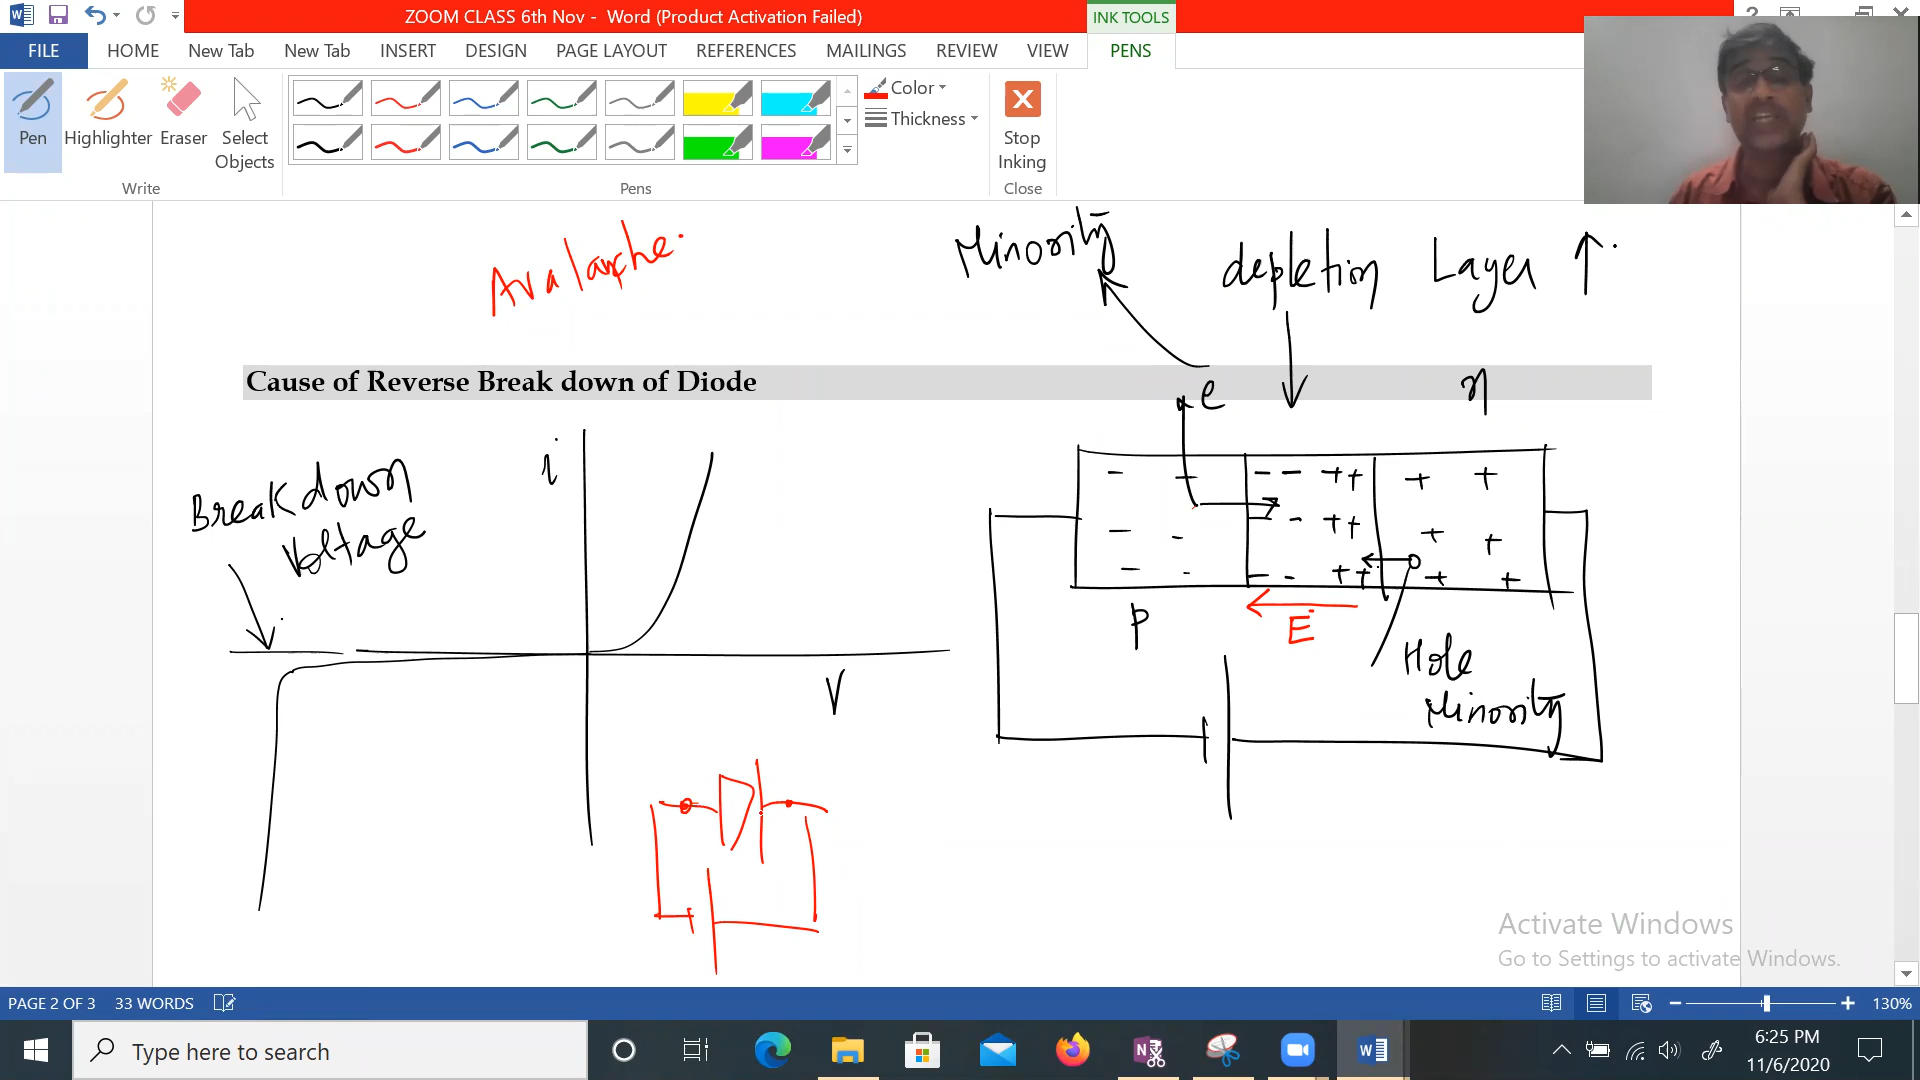 ZOOM CLASS 6th Nov - Word (Product Activation Failed)
INK TOOLS
?
FILE HOME New Tab New Tab INSERT DESIGN PAGE LAYOUT REFERENCES MAILINGS REVIEW VIEW PENS
Pen
Highlighter
Eraser
Select Objects
Color
Thickness
Stop Inking
Write
Pens
Close
Avalanche.
Minority
depletion Layer ↑
Cause of Reverse Break down of Diode
e
n
i
Breakdown
Voltage
V
- + - - + + + +
- - - - + + + +
- - - - + + + +
E
P
Hole
Minority
Activate Windows
Go to Settings to activate Windows.
PAGE 2 OF 3 33 WORDS
130%
Type here to search
6:25 PM
11/6/2020